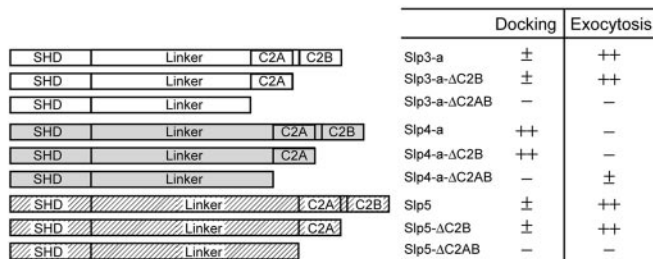 Docking Exocytosis
SHD Linker C2A C2B Slp3-a ± ++
SHD Linker C2A Slp3-a-ΔC2B ± ++
SHD Linker Slp3-a-ΔC2AB − −
SHD Linker C2A C2B Slp4-a ++ −
SHD Linker C2A Slp4-a-ΔC2B ++ −
SHD Linker Slp4-a-ΔC2AB − ±
SHD Linker C2A C2B Slp5 ± ++
SHD Linker C2A Slp5-ΔC2B ± ++
SHD Linker Slp5-ΔC2AB − −